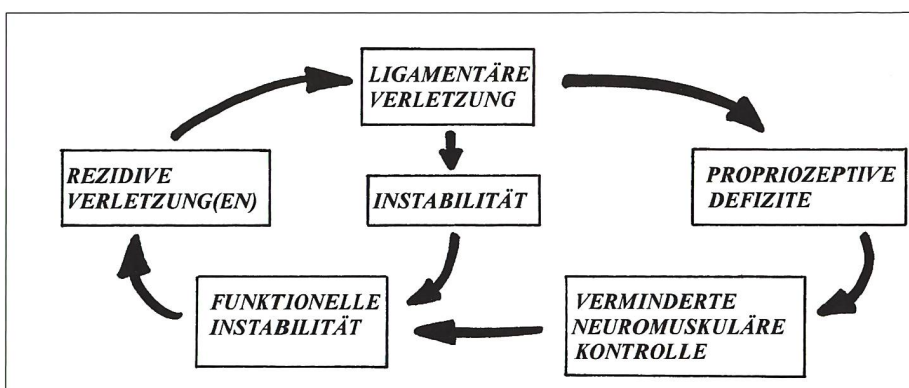 LIGAMENTÄRE
VERLETZUNG
REZIDIVE
VERLETZUNG(EN)
INSTABILITÄT
PROPRIOZEPTIVE
DEFIZITE
FUNKTIONELLE
INSTABILITÄT
VERMINDERTE
NEUROMUSKULÄRE
KONTROLLE